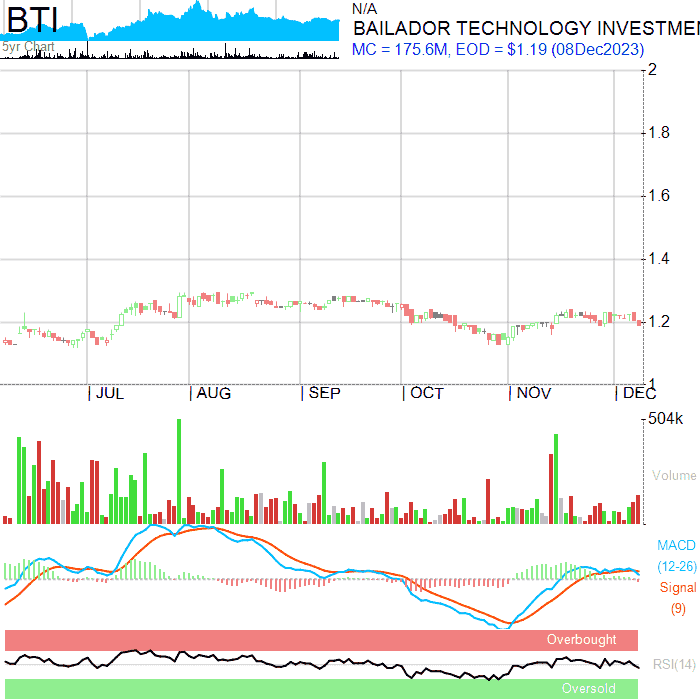 BTI
5yr Chart
N/A
BAILADOR TECHNOLOGY INVESTMEN
MC = 175.6M, EOD = $1.19 (08Dec2023)
2
1.8
1.6
1.4
1.2
1
JUL AUG SEP OCT NOV DEC
504k
Volume
MACD
(12-26)
Signal
(9)
Overbought
RSI(14)
Oversold